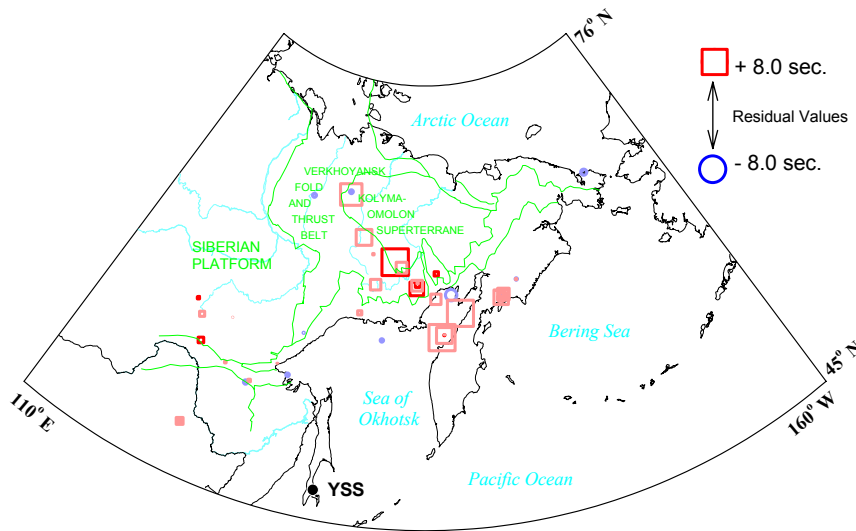 76° N
+ 8.0 sec.
Residual Values
- 8.0 sec.
Arctic Ocean
VERKHOYANSK
FOLD
AND
THRUST
BELT
KOLYMA-
OMOLON
SUPERTERRANE
SIBERIAN
PLATFORM
Bering Sea
Sea of
Okhotsk
Pacific Ocean
110° E
45° N
160° W
YSS